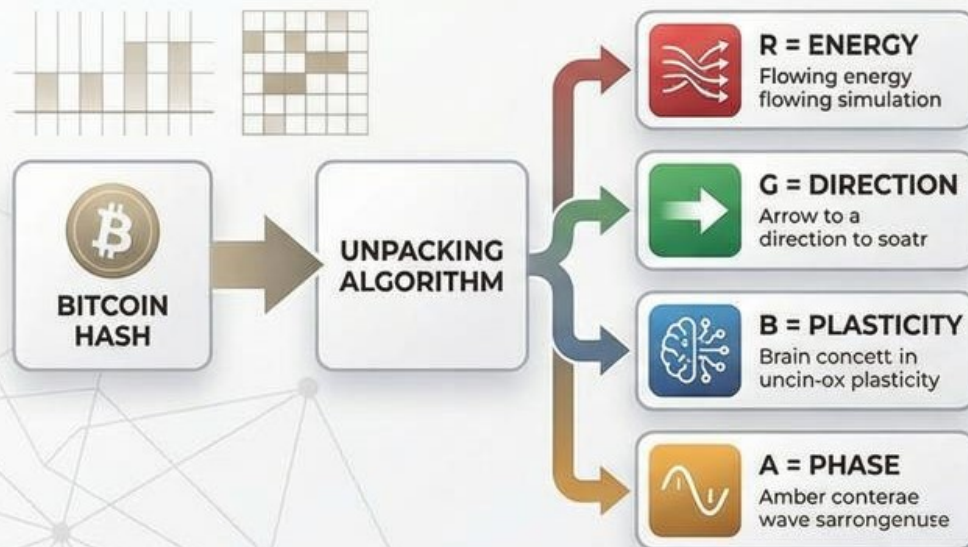 BITCOIN
HASH
UNPACKING
ALGORITHM
R = ENERGY
Flowing energy
flowing simulation
G = DIRECTION
Arrow to a
direction to soatr
B = PLASTICITY
Brain concett in
uncin-ox plasticity
A = PHASE
Amber conterae
wave sarrongenuse